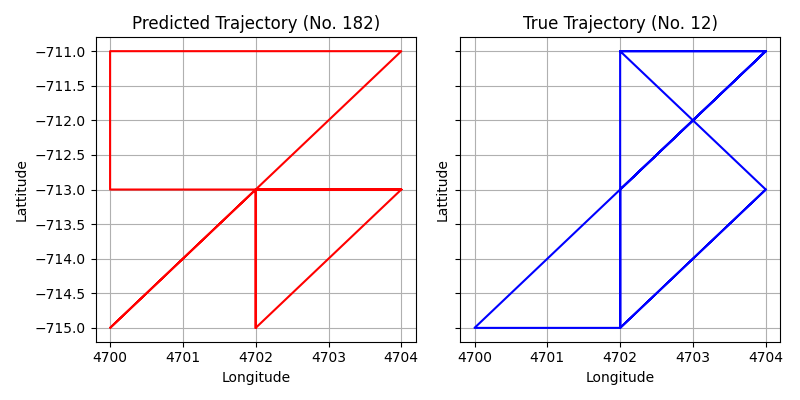 Predicted Trajectory (No. 182)
True Trajectory (No. 12)
Lattitude
−711.0
−711.5
−712.0
−712.5
−713.0
−713.5
−714.0
−714.5
−715.0
4700 4701 4702 4703 4704
Longitude
Lattitude
4700 4701 4702 4703 4704
Longitude